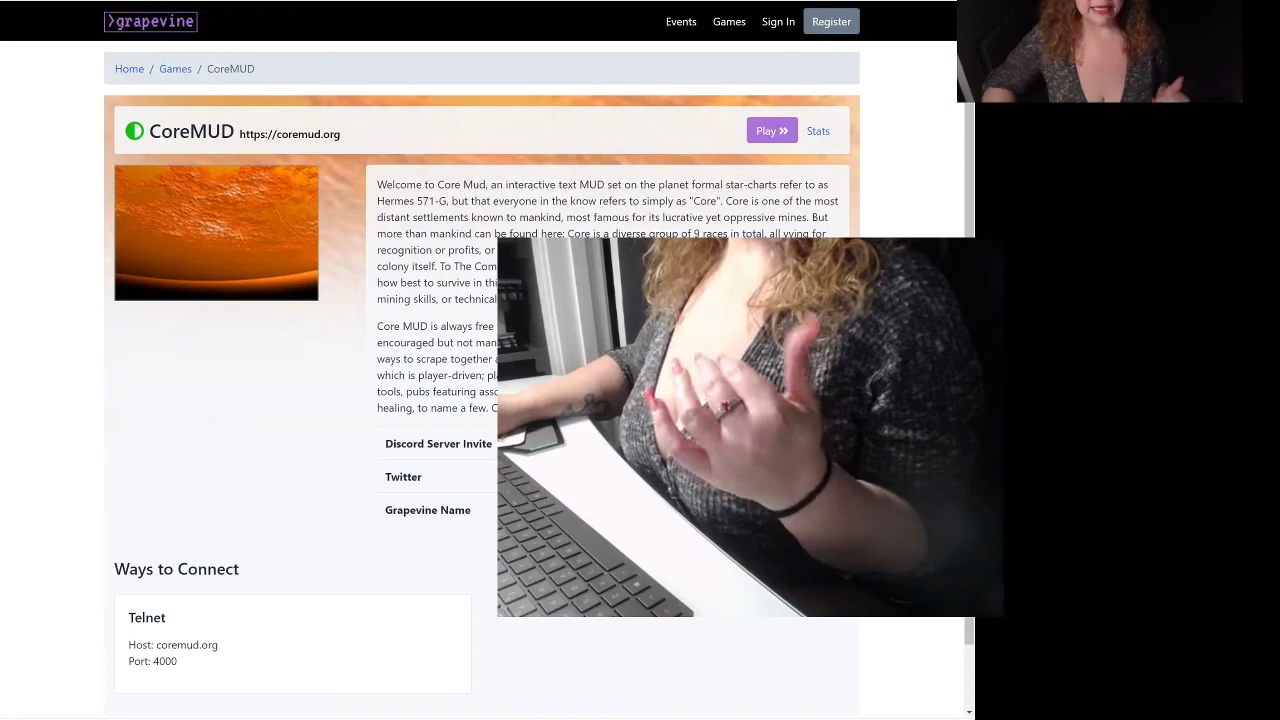 >grapevine
Events Games Sign In Register
Home / Games / CoreMUD
CoreMUD https://coremud.org
Play Stats
Welcome to Core Mud, an interactive text MUD set on the planet formal star-charts refer to as
Hermes 571-G, but that everyone in the know refers to simply as "Core". Core is one of the most
distant settlements known to mankind, most famous for its lucrative yet oppressive mines. But
more than mankind can be found here: Core is a diverse group of 9 races in total, all vying for
recognition or profits, or
colony itself. To The Com
how best to survive in thi
mining skills, or technical
Core MUD is always free
encouraged but not man
ways to scrape together a
which is player-driven; pla
tools, pubs featuring asso
healing, to name a few. C
Discord Server Invite
Twitter
Grapevine Name
Ways to Connect
Telnet
Host: coremud.org
Port: 4000